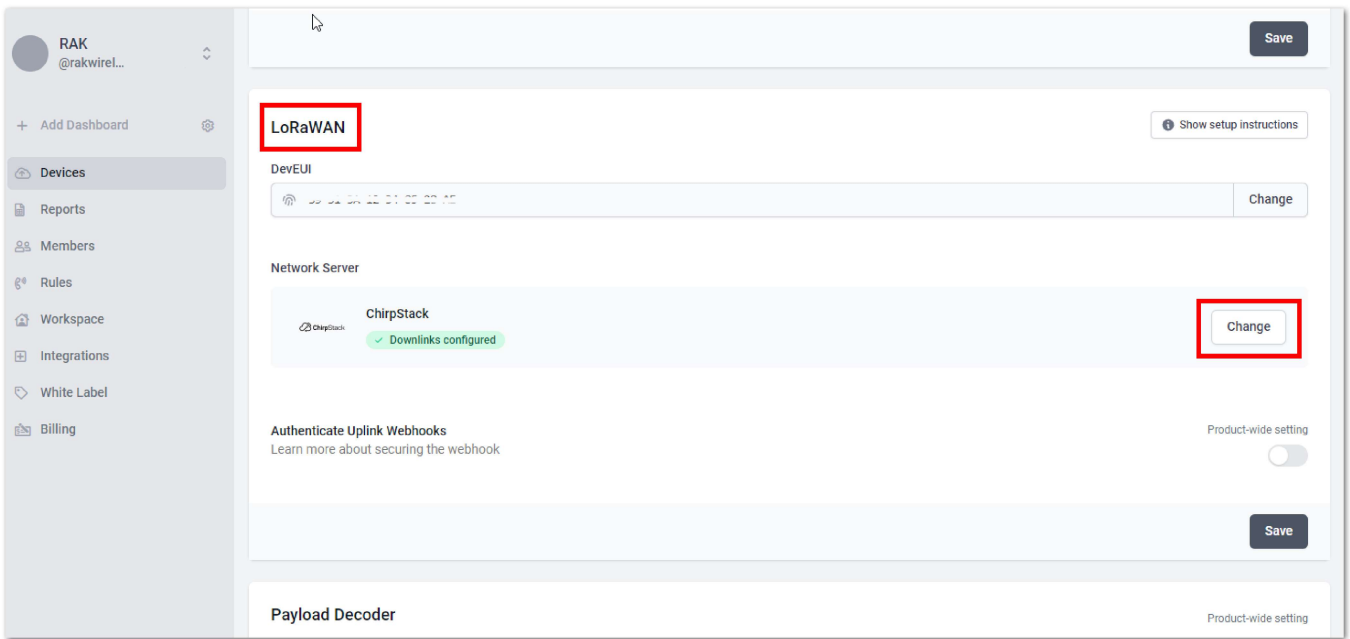 RAK
@rakwirel...
Add Dashboard
Devices
Reports
Members
Rules
Workspace
Integrations
White Label
Billing
Save
LoRaWAN
Show setup instructions
DevEUI
Change
Network Server
ChirpStack
ChirpStack
Downlinks configured
Change
Authenticate Uplink Webhooks
Product-wide setting
Learn more about securing the webhook
Save
Payload Decoder
Product-wide setting